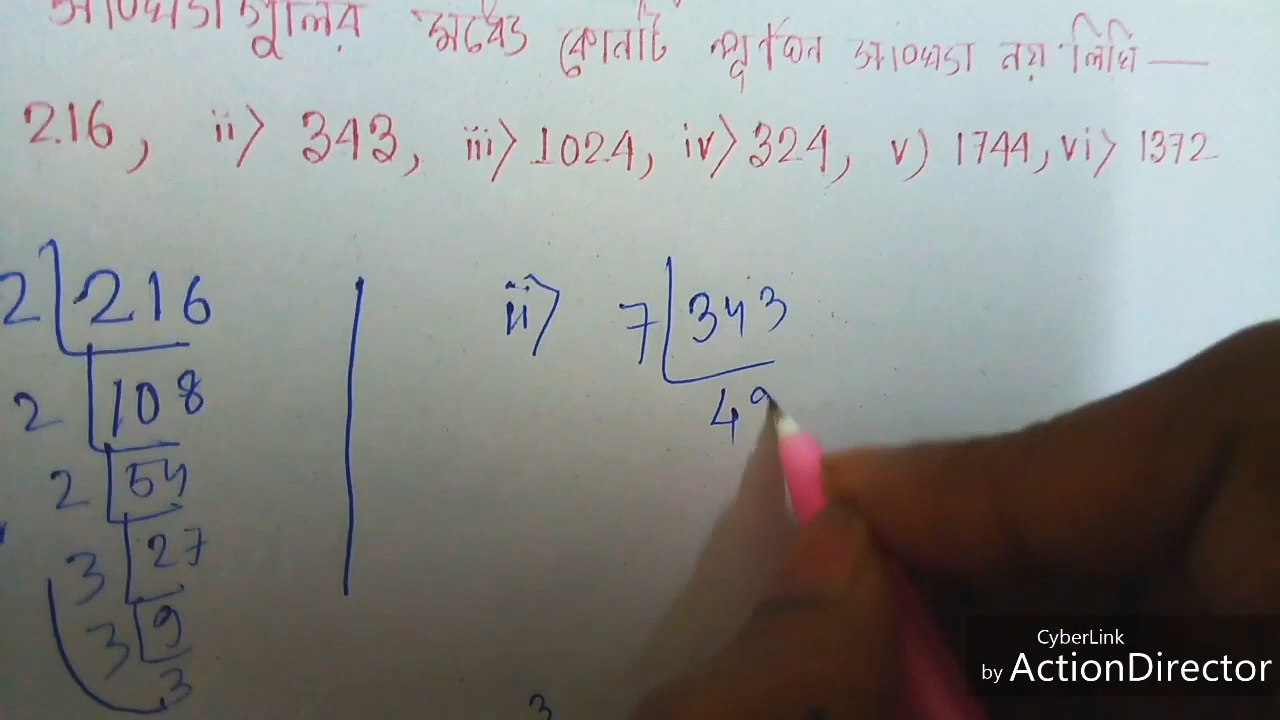 সংখ্যাগুলির মধ্যে কোনটি পূর্ণঘন সংখ্যা নয় লিখি —
216, ii) 343, iii) 1024, iv) 324, v) 1744, vi) 1372
2 216
2 108
2 54
3 27
3 9
3
ii) 7 343
49
3
CyberLink
by ActionDirector